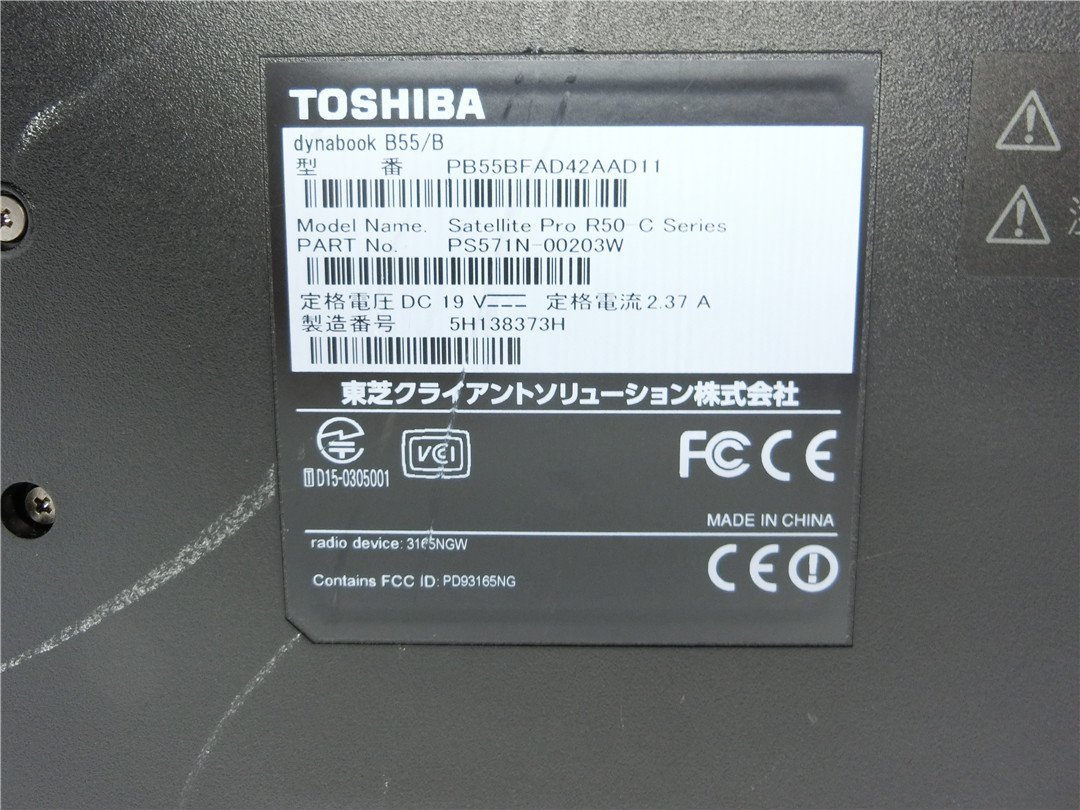 TOSHIBA
dynabook B55/B
型 番 PB55BFAD42AAD11
Model Name. Satellite Pro R50-C Series
PART No. PS571N-00203W
定格電圧 DC 19 V 定格電流 2.37 A
製造番号 5H138373H
東芝クライアントソリューション株式会社
D15-0305001
VCI
FC CE
MADE IN CHINA
radio device: 3165NGW
Contains FCC ID: PD93165NG
CE